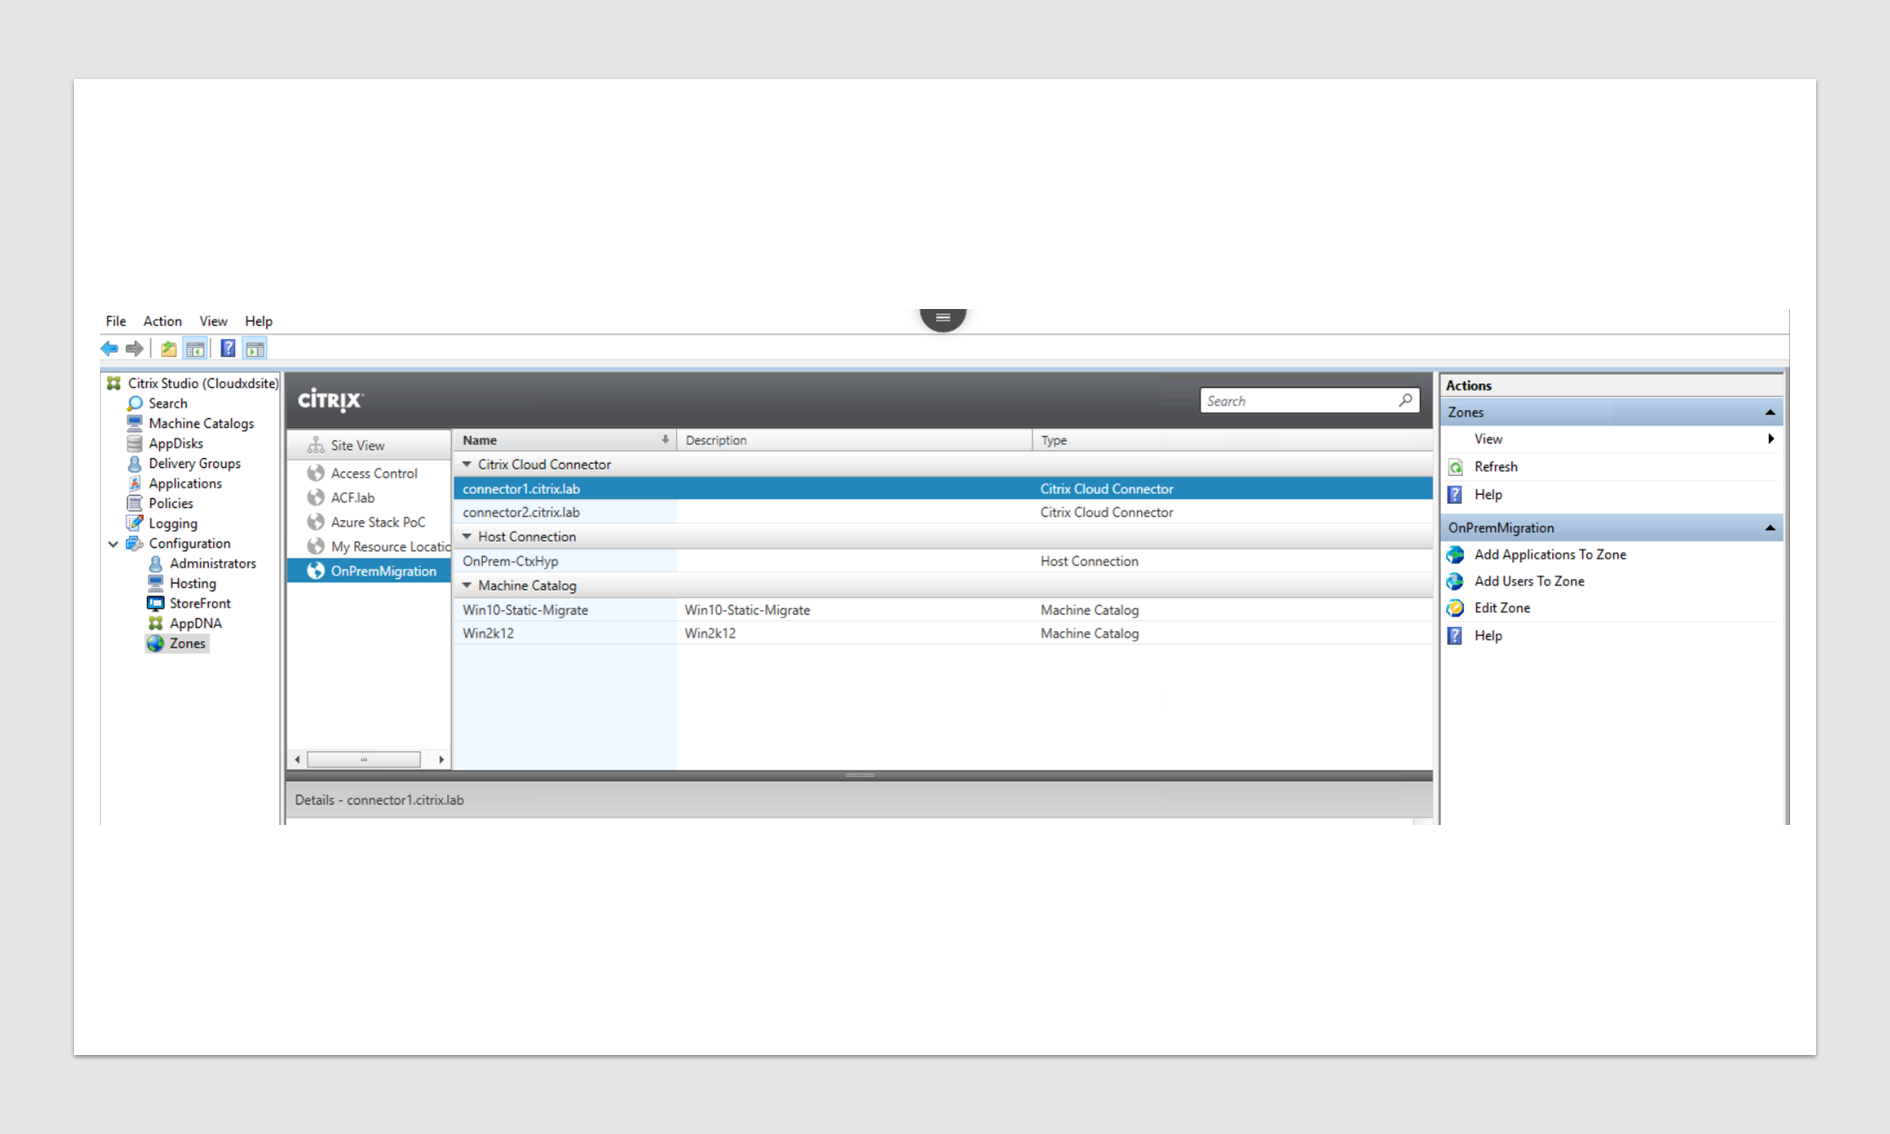 File Action View Help
Citrix Studio (Cloudxdsite)
Search
Machine Catalogs
AppDisks
Delivery Groups
Applications
Policies
Logging
Configuration
Administrators
Hosting
StoreFront
AppDNA
Zones
CİTRIX
Search
Site View
Access Control
ACF.lab
Azure Stack PoC
My Resource Locatic
OnPremMigration
Name Description Type
Citrix Cloud Connector
connector1.citrix.lab Citrix Cloud Connector
connector2.citrix.lab Citrix Cloud Connector
Host Connection
OnPrem-CtxHyp Host Connection
Machine Catalog
Win10-Static-Migrate Win10-Static-Migrate Machine Catalog
Win2k12 Win2k12 Machine Catalog
Details - connector1.citrix.lab
Actions
Zones
View
Refresh
Help
OnPremMigration
Add Applications To Zone
Add Users To Zone
Edit Zone
Help